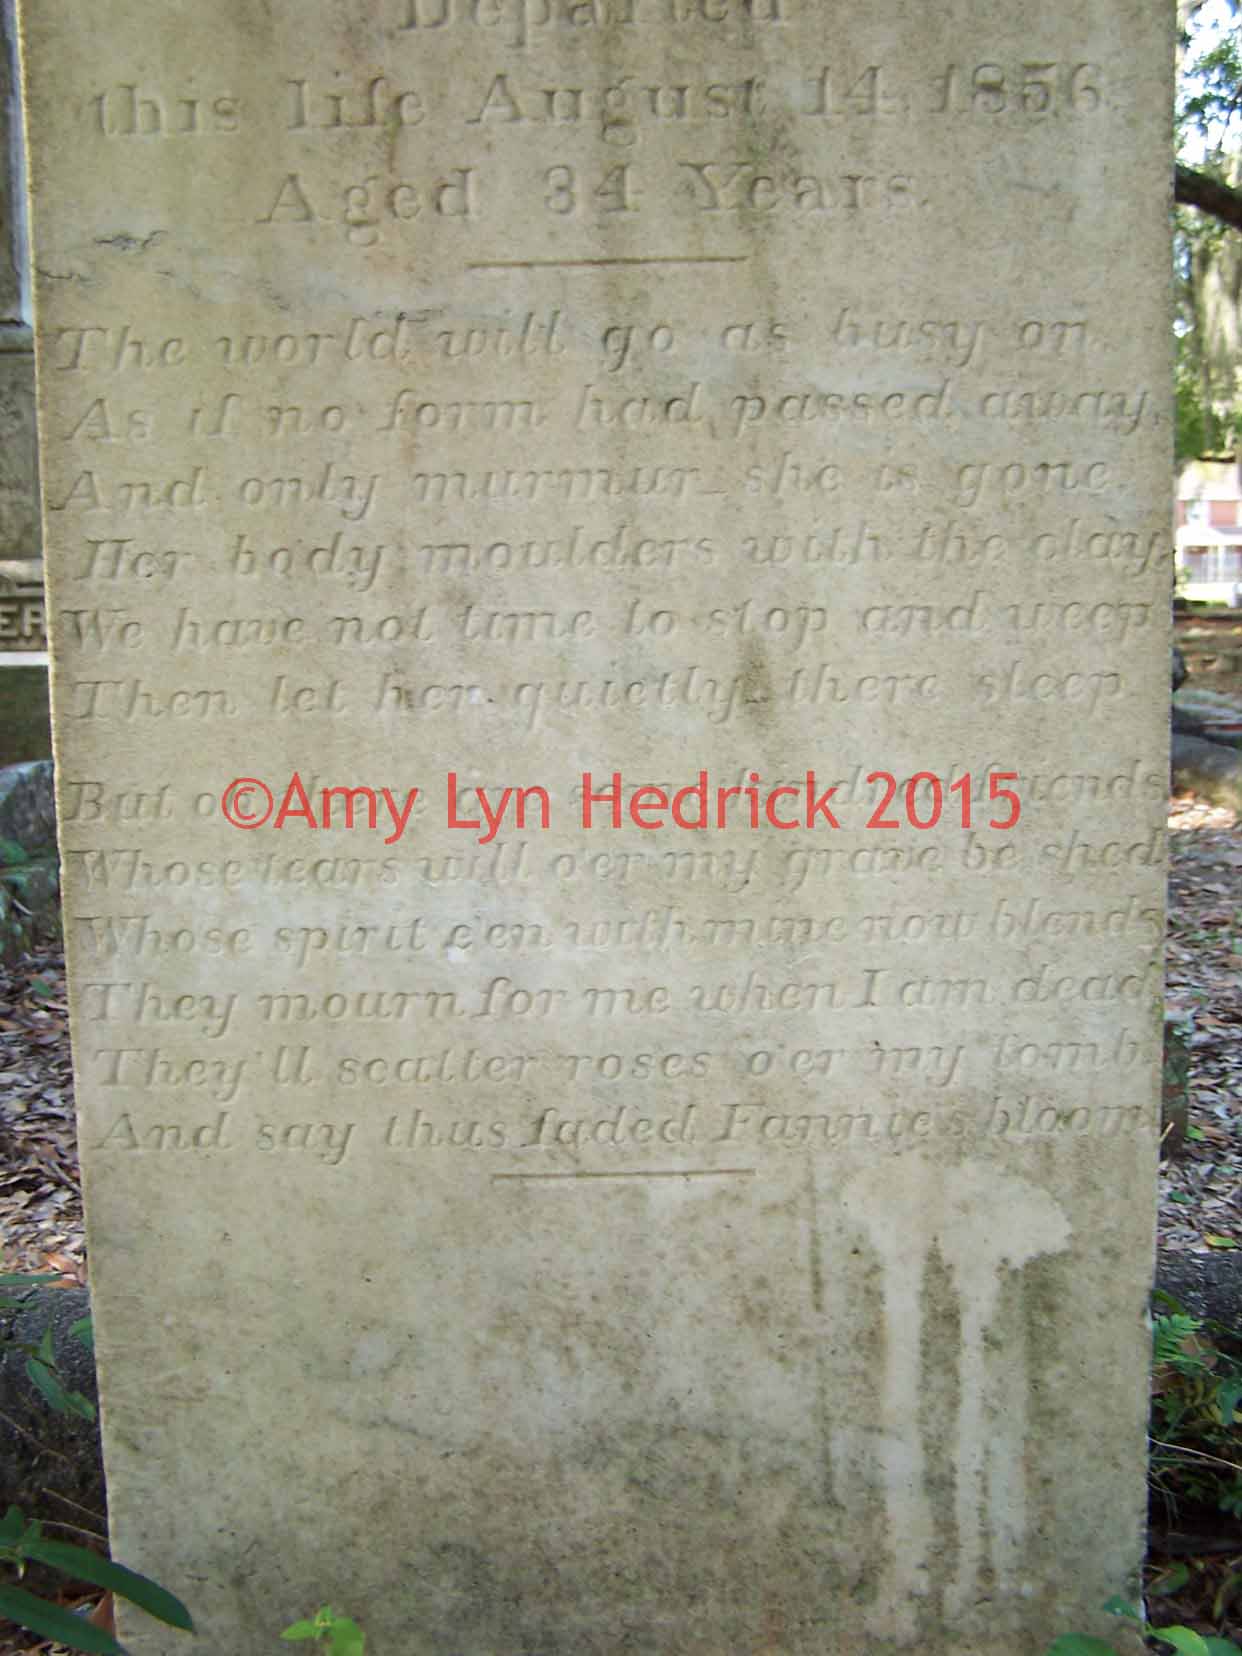 Departed
this life August 14, 1856.
Aged 34 Years.
The world will go as busy on.
As if no form had passed away,
And only murmur she is gone.
Her body moulders with the clay,
We have not time to stop and weep
Then let her quietly there sleep
But friends
©Amy Lyn Hedrick 2015
Whose tears will o'er my grave be shed
Whose spirit e'en with mine now blends
They mourn for me when I am dead,
They'll scatter roses o'er my tomb
And say thus faded Fannie's bloom